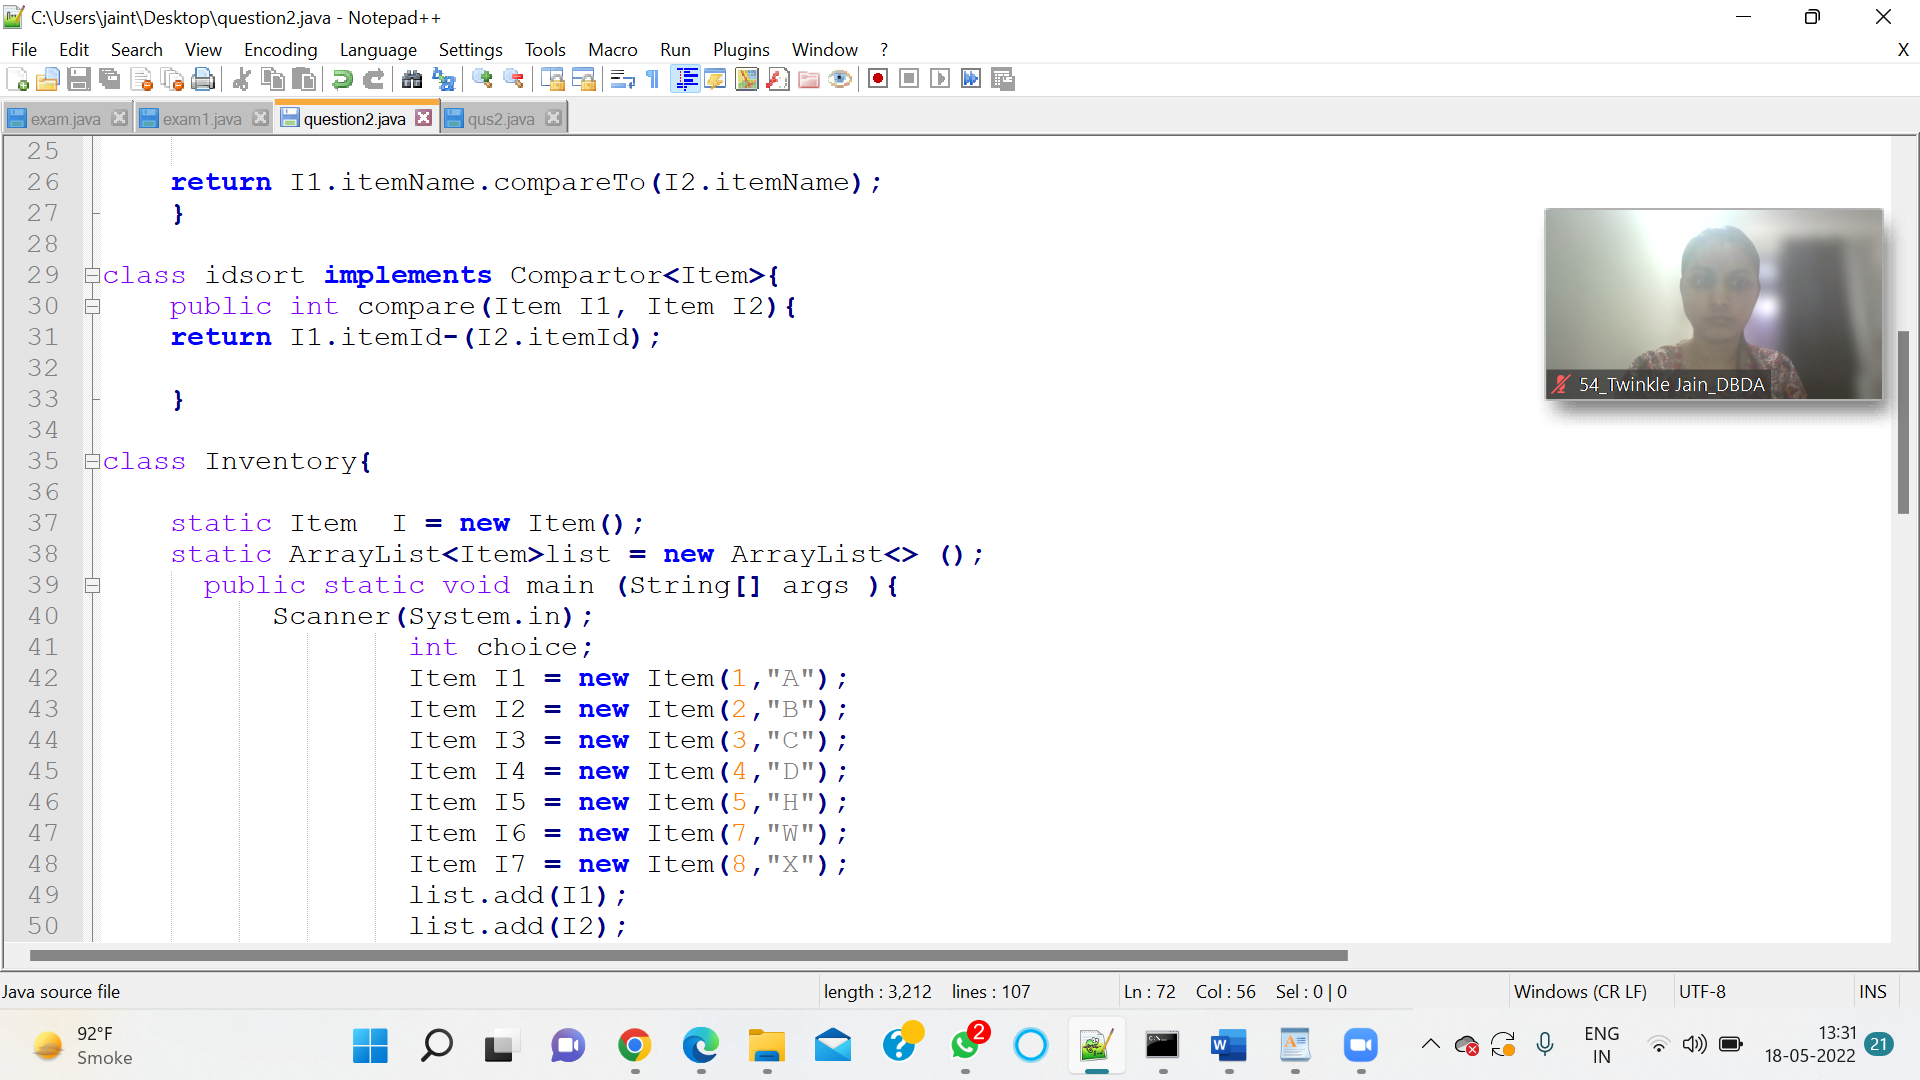 C:\Users\jaint\Desktop\question2.java - Notepad++
File Edit Search View Encoding Language Settings Tools Macro Run Plugins Window ? X
exam.java exam1.java question2.java qus2.java
25
26 return I1.itemName.compareTo(I2.itemName);
27 }
28
29 class idsort implements Compartor<Item>{
30 public int compare(Item I1, Item I2){
31 return I1.itemId-(I2.itemId);
32
33 }
34
35 class Inventory{
36
37 static Item  I = new Item();
38 static ArrayList<Item>list = new ArrayList<> ();
39 public static void main (String[] args ){
40 Scanner(System.in);
41 int choice;
42 Item I1 = new Item(1,"A");
43 Item I2 = new Item(2,"B");
44 Item I3 = new Item(3,"C");
45 Item I4 = new Item(4,"D");
46 Item I5 = new Item(5,"H");
47 Item I6 = new Item(7,"W");
48 Item I7 = new Item(8,"X");
49 list.add(I1);
50 list.add(I2);
54_Twinkle Jain_DBDA
Java source file length : 3,212 lines : 107 Ln : 72 Col : 56 Sel : 0 | 0 Windows (CR LF) UTF-8 INS
92°F
Smoke
2
ENG
IN
13:31
18-05-2022
21